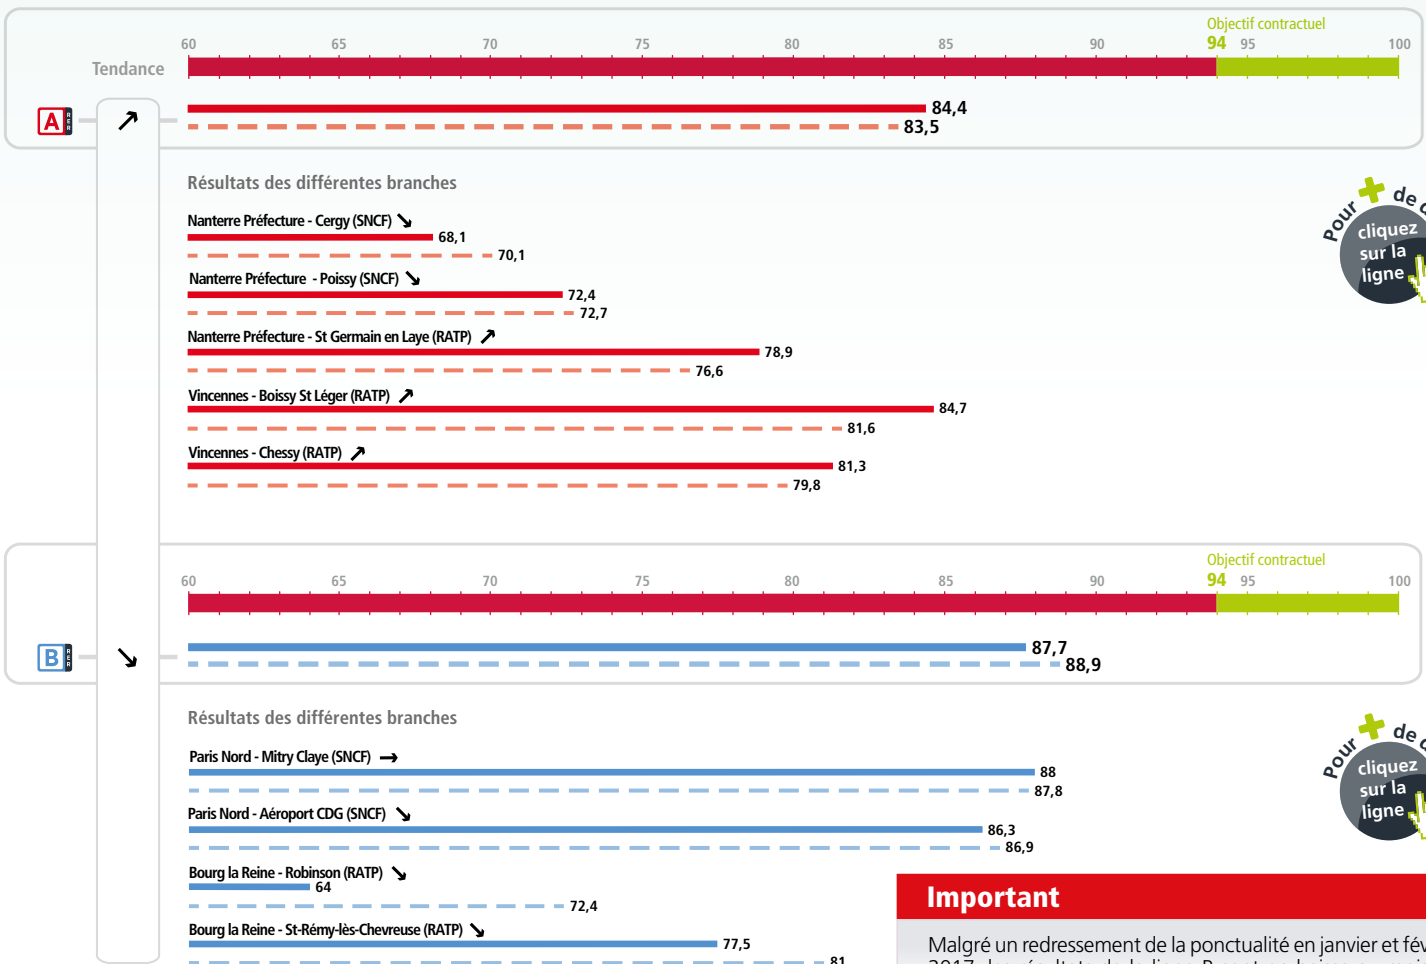 Objectif contractuel
60 65 70 75 80 85 90 94 95 100
Tendance
A RER
84,4
83,5
Résultats des différentes branches
Nanterre Préfecture - Cergy (SNCF)
68,1
70,1
Nanterre Préfecture - Poissy (SNCF)
72,4
72,7
Nanterre Préfecture - St Germain en Laye (RATP)
78,9
76,6
Vincennes - Boissy St Léger (RATP)
84,7
81,6
Vincennes - Chessy (RATP)
81,3
79,8
Pour + de
cliquez
sur la
ligne
Objectif contractuel
60 65 70 75 80 85 90 94 95 100
B RER
87,7
88,9
Résultats des différentes branches
Paris Nord - Mitry Claye (SNCF)
88
87,8
Paris Nord - Aéroport CDG (SNCF)
86,3
86,9
Bourg la Reine - Robinson (RATP)
64
72,4
Bourg la Reine - St-Rémy-lès-Chevreuse (RATP)
77,5
81
Pour + de
cliquez
sur la
ligne
Important
Malgré un redressement de la ponctualité en janvier et